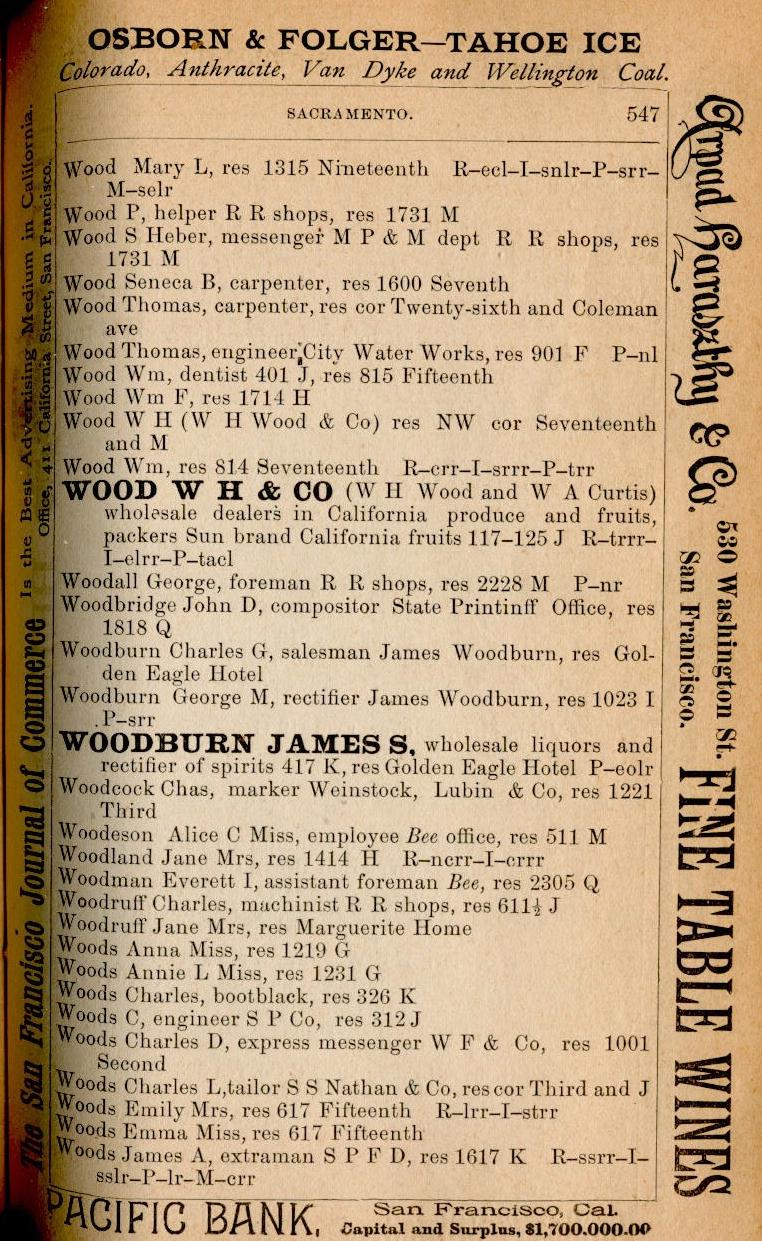 OSBORN & FOLGER—TAHOE ICE
Colorado, Anthracite, Van Dyke and Wellington Coal.
SACRAMENTO. 547
Wood Mary L, res 1315 Nineteenth R–ecl–I–snlr–P–srr–
M–selr
Wood P, helper R R shops, res 1731 M
Wood S Heber, messenger M P & M dept R R shops, res
1731 M
Wood Seneca B, carpenter, res 1600 Seventh
Wood Thomas, carpenter, res cor Twenty-sixth and Coleman
ave
Wood Thomas, engineer City Water Works, res 901 F P–nl
Wood Wm, dentist 401 J, res 815 Fifteenth
Wood Wm F, res 1714 H
Wood W H (W H Wood & Co) res NW cor Seventeenth
and M
Wood Wm, res 814 Seventeenth R–crr–I–srrr–P–trr
WOOD W H & CO (W H Wood and W A Curtis)
wholesale dealers in California produce and fruits,
packers Sun brand California fruits 117–125 J R–trrr–
I–elrr–P–tacl
Woodall George, foreman R R shops, res 2228 M P–nr
Woodbridge John D, compositor State Printinff Office, res
1818 Q
Woodburn Charles G, salesman James Woodburn, res Gol-
den Eagle Hotel
Woodburn George M, rectifier James Woodburn, res 1023 I
P–srr
WOODBURN JAMES S, wholesale liquors and
rectifier of spirits 417 K, res Golden Eagle Hotel P–eolr
Woodcock Chas, marker Weinstock, Lubin & Co, res 1221
Third
Woodeson Alice C Miss, employee Bee office, res 511 M
Woodland Jane Mrs, res 1414 H R–ncrr–I–crrr
Woodman Everett I, assistant foreman Bee, res 2305 Q
Woodruff Charles, machinist R R shops, res 611½ J
Woodruff Jane Mrs, res Marguerite Home
Woods Anna Miss, res 1219 G
Woods Annie L Miss, res 1231 G
Woods Charles, bootblack, res 326 K
Woods C, engineer S P Co, res 312 J
Woods Charles D, express messenger W F & Co, res 1001
Second
Woods Charles L, tailor S S Nathan & Co, res cor Third and J
Woods Emily Mrs, res 617 Fifteenth R–lrr–I–strr
Woods Emma Miss, res 617 Fifteenth
Woods James A, extraman S P F D, res 1617 K R–ssrr–I–
sslr–P–lr–M–crr
PACIFIC BANK, San Francisco, Cal.
Capital and Surplus, $1,700.000.00
The San Francisco Journal of Commerce Is the Best Advertising Medium in California.
Office, 411 California Street, San Francisco.
Arpad Haraszthy & Co. 530 Washington St.
San Francisco.
FINE TABLE WINES